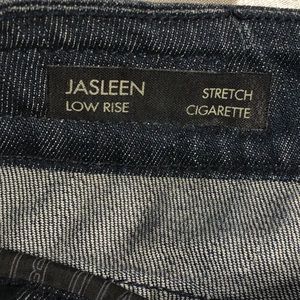 JASLEEN
LOW RISE
STRETCH
CIGARETTE